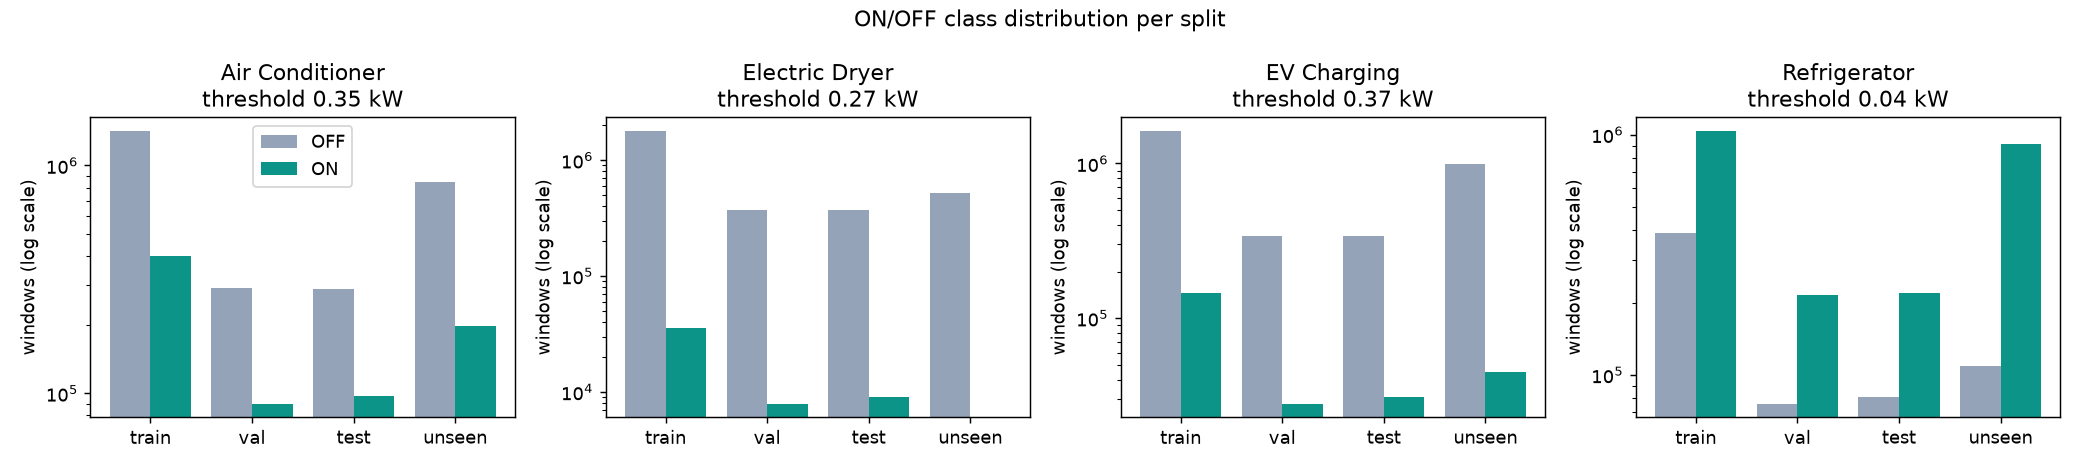 ON/OFF class distribution per split
Air Conditioner
threshold 0.35 kW
windows (log scale)
10⁶
10⁵
OFF
ON
train
val
test
unseen
Electric Dryer
threshold 0.27 kW
windows (log scale)
10⁶
10⁵
10⁴
train
val
test
unseen
EV Charging
threshold 0.37 kW
windows (log scale)
10⁶
10⁵
train
val
test
unseen
Refrigerator
threshold 0.04 kW
windows (log scale)
10⁶
10⁵
train
val
test
unseen